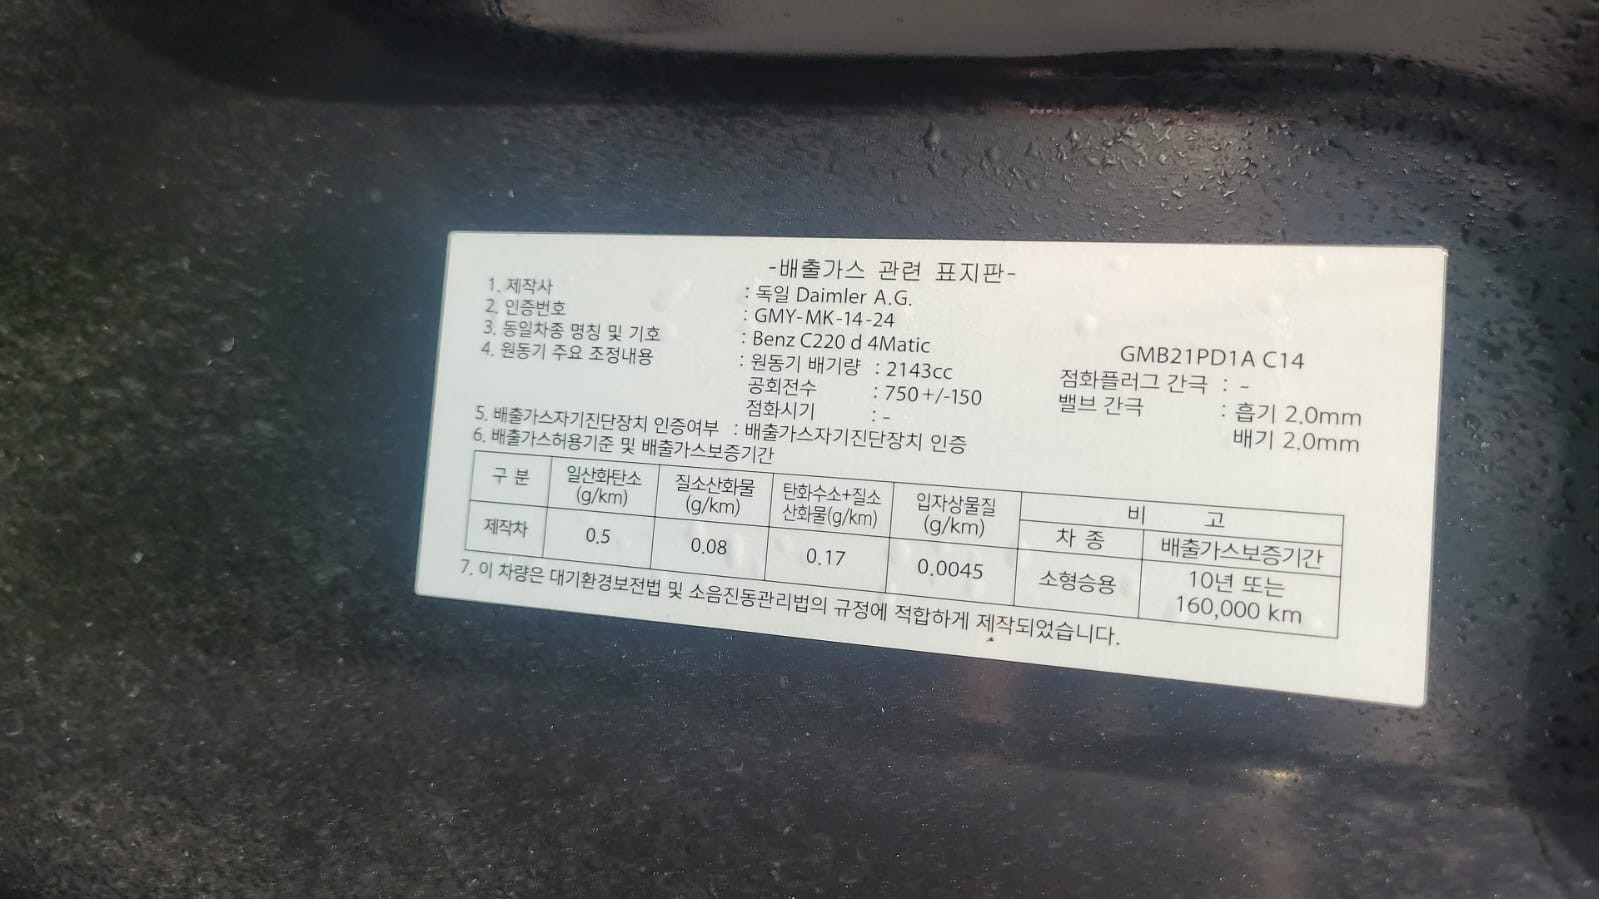 -배출가스 관련 표지판-
1. 제작사 : 독일 Daimler A.G.
2. 인증번호 : GMY-MK-14-24
3. 동일차종 명칭 및 기호 : Benz C220 d 4Matic GMB21PD1A C14
4. 원동기 주요 조정내용 : 원동기 배기량 : 2143cc 점화플러그 간극 : -
공회전수 : 750+/-150 밸브 간극 : 흡기 2.0mm
점화시기 : - 배기 2.0mm
5. 배출가스자기진단장치 인증여부 : 배출가스자기진단장치 인증
6. 배출가스허용기준 및 배출가스보증기간
구 분 일산화탄소 (g/km) 질소산화물 (g/km) 탄화수소+질소 산화물(g/km) 입자상물질 (g/km) 비 고
차 종 배출가스보증기간
제작차 0.5 0.08 0.17 0.0045 소형승용 10년 또는
160,000 km
7. 이 차량은 대기환경보전법 및 소음진동관리법의 규정에 적합하게 제작되었습니다.